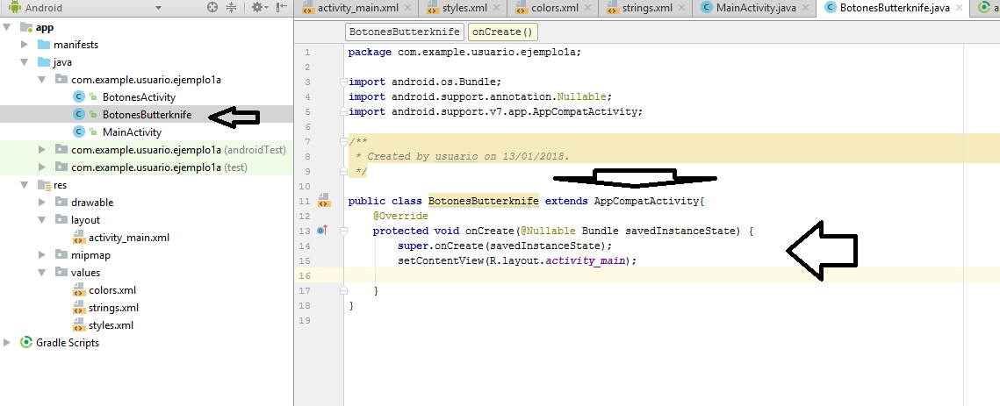 Android
app
manifests
java
com.example.usuario.ejemplo1a
BotonesActivity
BotonesButterknife
MainActivity
com.example.usuario.ejemplo1a (androidTest)
com.example.usuario.ejemplo1a (test)
res
drawable
layout
activity_main.xml
mipmap
values
colors.xml
strings.xml
styles.xml
Gradle Scripts
activity_main.xml
styles.xml
colors.xml
strings.xml
MainActivity.java
BotonesButterknife.java
a
BotonesButterknife
onCreate()
1 package com.example.usuario.ejemplo1a;
2
3 import android.os.Bundle;
4 import android.support.annotation.Nullable;
5 import android.support.v7.app.AppCompatActivity;
6
7 /**
8 * Created by usuario on 13/01/2018.
9 */
10
11 public class BotonesButterknife extends AppCompatActivity{
12 @Override
13 protected void onCreate(@Nullable Bundle savedInstanceState) {
14 super.onCreate(savedInstanceState);
15 setContentView(R.layout.activity_main);
16
17 }
18 }
19